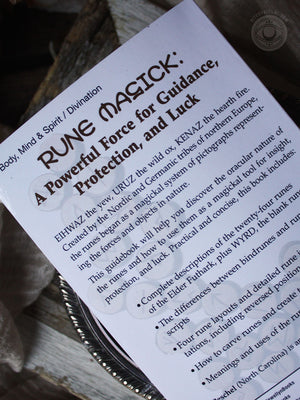 Body, Mind & Spirit / Divination
RUNE MAGICK:
A Powerful Force for Guidance,
Protection, and Luck
EIHWAZ the yew, URUZ the wild ox, KENAZ the hearth fire.
Created by the Nordic and Germanic tribes of northern Europe,
the runes began as a magickal system of pictographs represent-
ing the forces and objects in nature.
This guidebook will help you discover the oracular nature of
the runes and how to use them as a magickal tool for insight,
protection, and luck. Practical and concise, this book includes:
• Complete descriptions of the twenty-four runes
of the Elder Futhark, plus WYRD, the blank rune
• The differences between bindrunes and rune
scripts
• Four rune layouts and detailed rune
tations, including reversed positions
• How to carve runes and create
• Meanings and uses of the run
eschel (North Carolina) is a